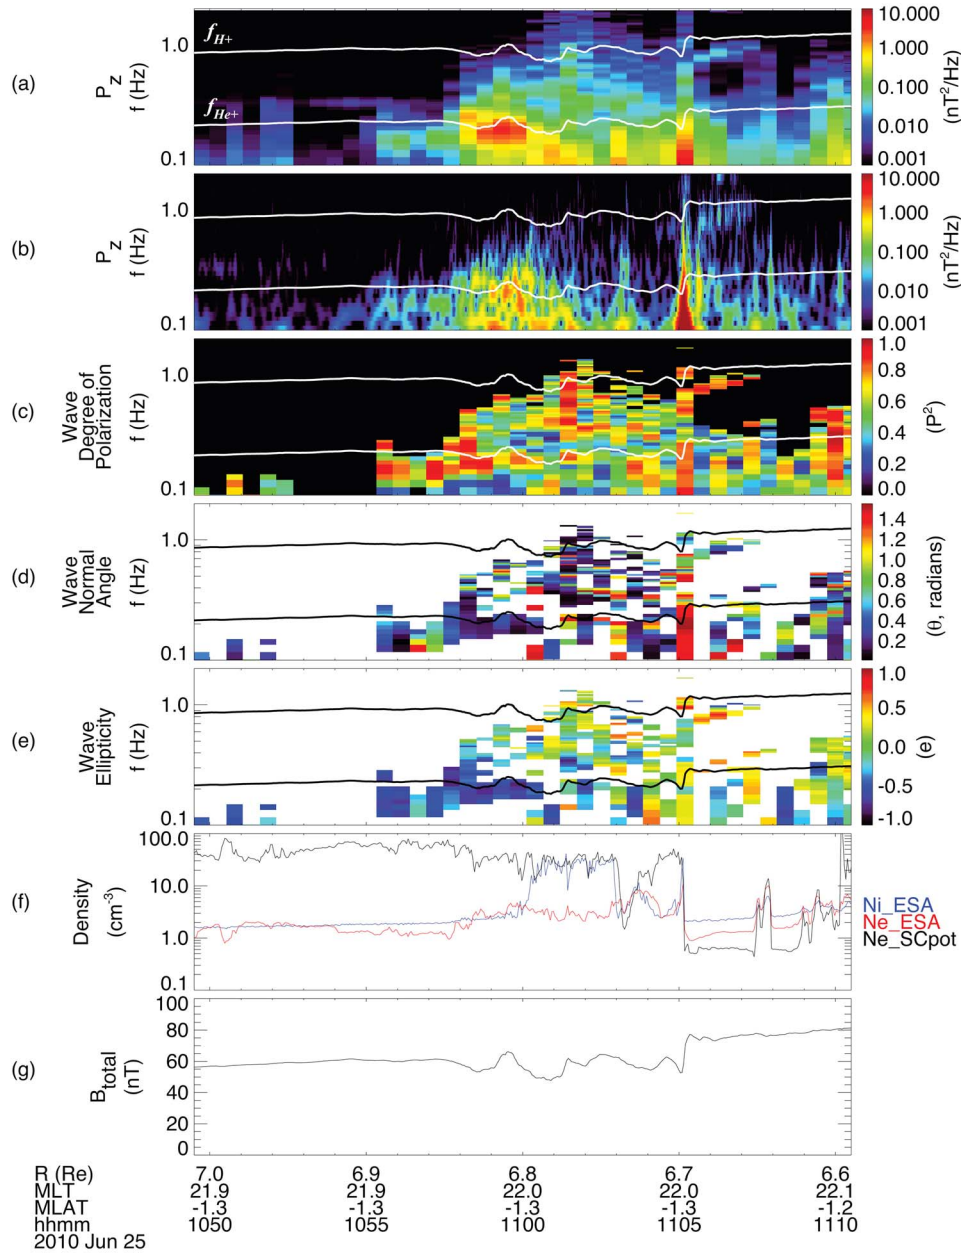 (a)
P_z
f (Hz)
1.0
0.1
f_H+
f_He+
10.000
1.000
0.100
0.010
0.001
(nT²/Hz)
(b)
P_z
f (Hz)
1.0
0.1
10.000
1.000
0.100
0.010
0.001
(nT²/Hz)
(c)
Wave
Degree of
Polarization
f (Hz)
1.0
0.1
1.0
0.8
0.6
0.4
0.2
0.0
(P²)
(d)
Wave
Normal
Angle
f (Hz)
1.0
0.1
1.4
1.2
1.0
0.8
0.6
0.4
0.2
(θ, radians)
(e)
Wave
Ellipticity
f (Hz)
1.0
0.1
1.0
0.5
0.0
-0.5
-1.0
(e)
(f)
Density
(cm⁻³)
100.0
10.0
1.0
0.1
Ni_ESA
Ne_ESA
Ne_SCpot
(g)
B_total
(nT)
100
80
60
40
20
0
R (Re) 7.0 6.9 6.8 6.7 6.6
MLT 21.9 21.9 22.0 22.0 22.1
MLAT -1.3 -1.3 -1.3 -1.3 -1.2
hhmm 1050 1055 1100 1105 1110
2010 Jun 25